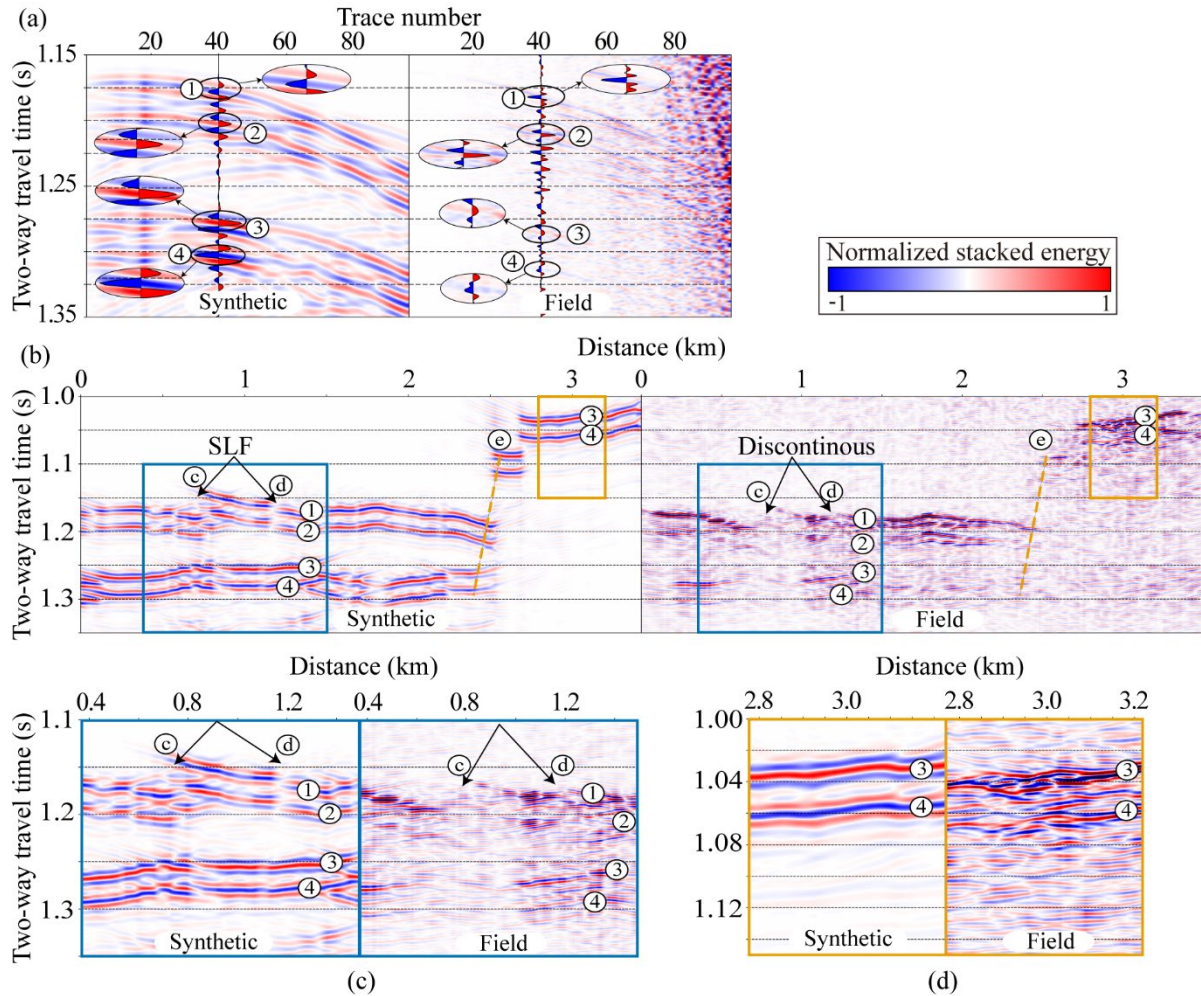 (a)
Trace number
20 40 60 80 20 40 60 80
Two-way travel time (s)
1.15
1.25
1.35
1
2
3
4
Synthetic
1
2
3
4
Field
Normalized stacked energy
-1 1
(b)
Distance (km)
0 1 2 3 0 1 2 3
Two-way travel time (s)
1.0
1.1
1.2
1.3
SLF
c
d
e
1
2
3
4
3
4
Synthetic
Discontinous
c
d
e
1
2
3
4
3
4
Field
Distance (km)
0.4 0.8 1.2 0.4 0.8 1.2
Two-way travel time (s)
1.1
1.2
1.3
c
d
1
2
3
4
Synthetic
c
d
1
2
3
4
Field
(c)
Distance (km)
2.8 3.0 2.8 3.0 3.2
1.00
1.04
1.08
1.12
3
4
Synthetic
3
4
Field
(d)